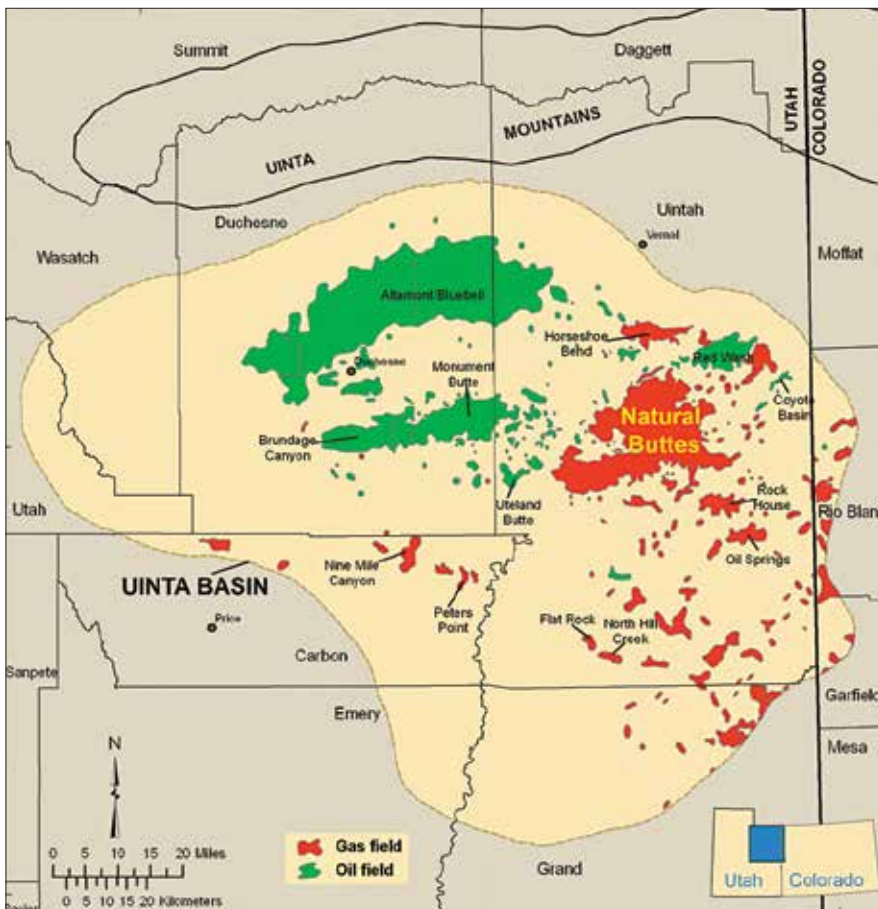 Summit
Daggett
UINTA
MOUNTAINS
UTAH
COLORADO
Duchesne
Uintah
Vernal
Wasatch
Moffat
Altamont/Bluebell
Horseshoe
Behd
Red Wash
Duchesne
Monument
Butte
Coyote
Basin
Natural
Buttes
Brundage
Canyon
Uteland
Butte
Rock
House
Utah
Rio Blan
Oil Springs
Nine Mile
Canyon
UINTA BASIN
Peters
Point
Flat Rock
North Hill
Creek
Price
Carbon
Sanpete
Emery
Garfield
Mesa
N
0 5 10 20 Miles
0 5 10 15 20 Kilometers
Gas field
Oil field
Grand
Utah
Colorado